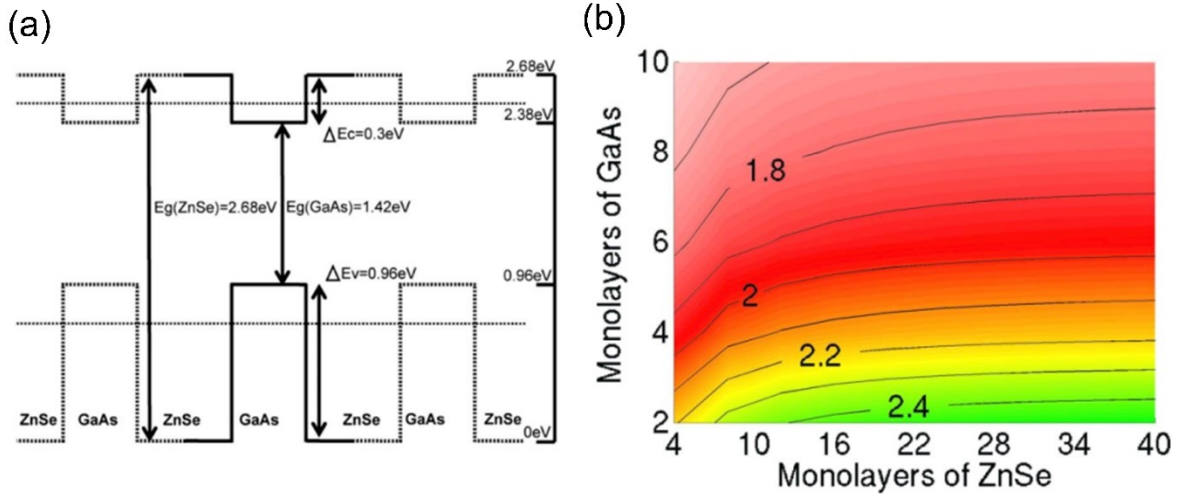 (a)
2.68eV
2.38eV
ΔEc=0.3eV
Eg(ZnSe)=2.68eV Eg(GaAs)=1.42eV
ΔEv=0.96eV
0.96eV
ZnSe GaAs ZnSe GaAs ZnSe GaAs ZnSe
0eV
(b)
Monolayers of GaAs
10
8
6
4
2
1.8
2
2.2
2.4
4 10 16 22 28 34 40
Monolayers of ZnSe